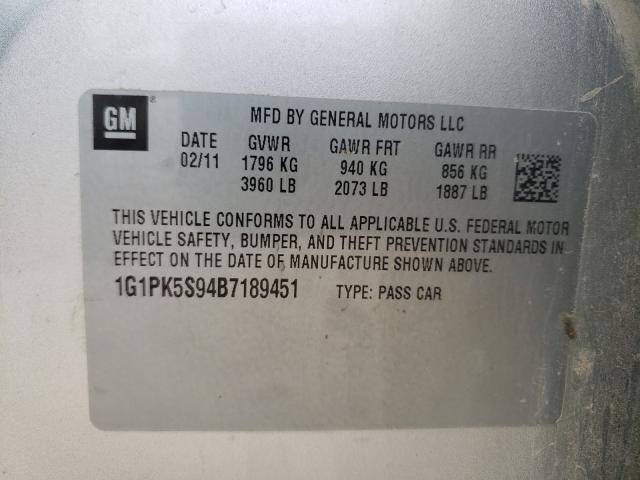 GM ®
MFD BY GENERAL MOTORS LLC
DATE GVWR GAWR FRT GAWR RR
02/11 1796 KG 940 KG 856 KG
3960 LB 2073 LB 1887 LB
THIS VEHICLE CONFORMS TO ALL APPLICABLE U.S. FEDERAL MOTOR
VEHICLE SAFETY, BUMPER, AND THEFT PREVENTION STANDARDS IN
EFFECT ON THE DATE OF MANUFACTURE SHOWN ABOVE.
1G1PK5S94B7189451 TYPE: PASS CAR